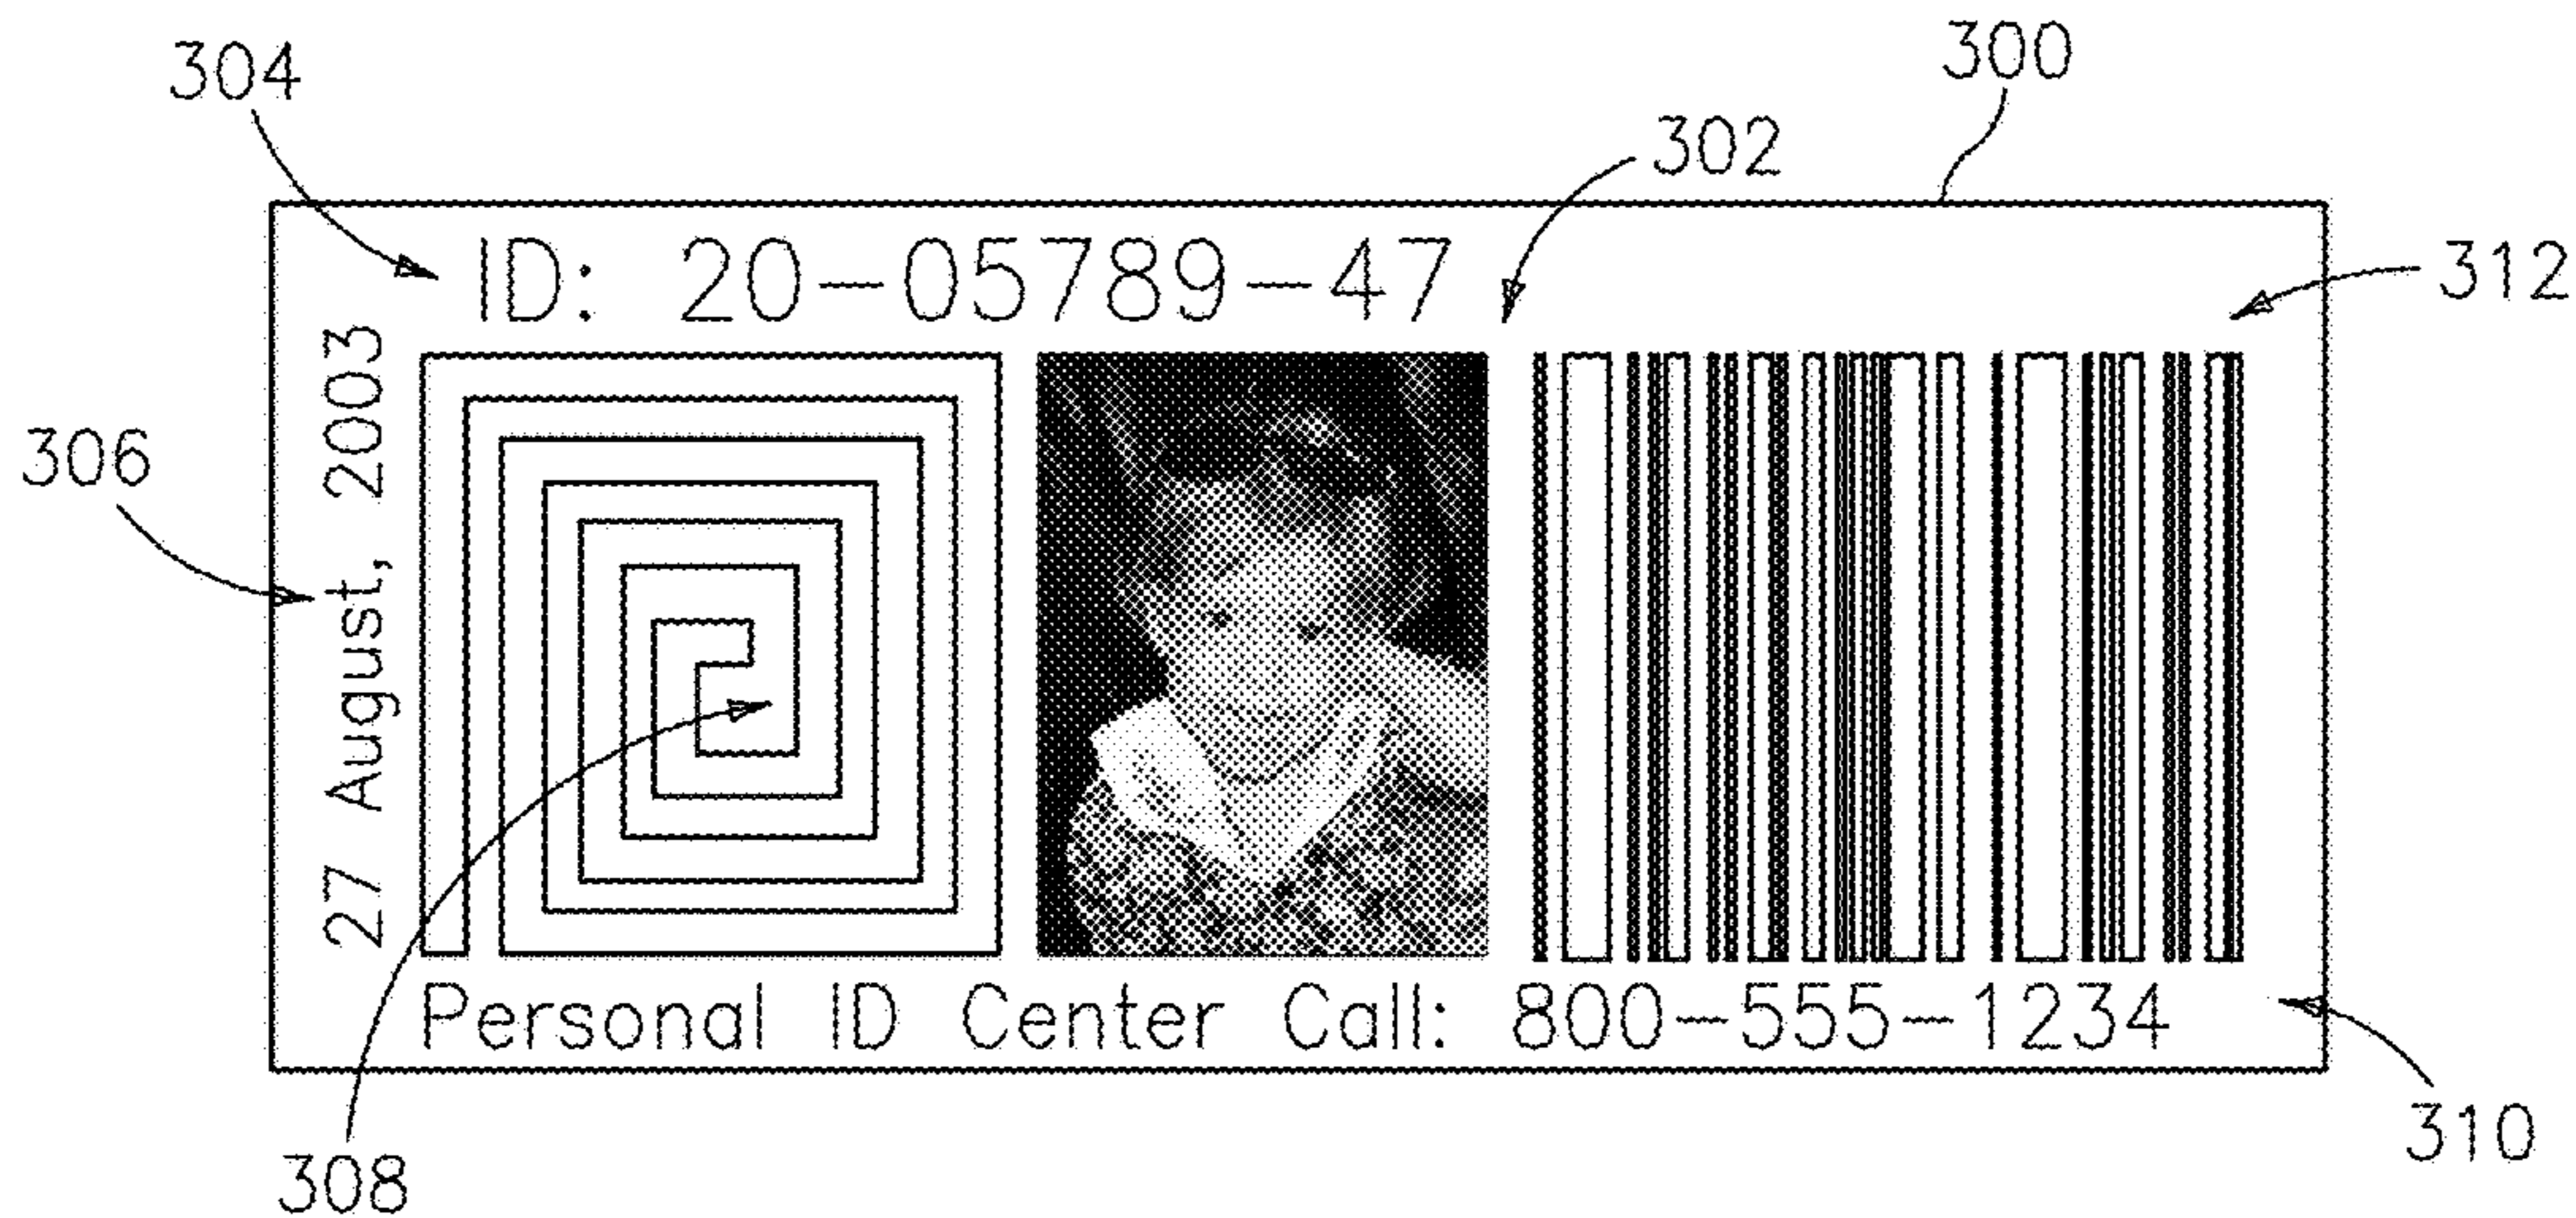 304
300
302
ID: 20-05789-47
312
27 August, 2003
306
Personal ID Center Call: 800-555-1234
310
308